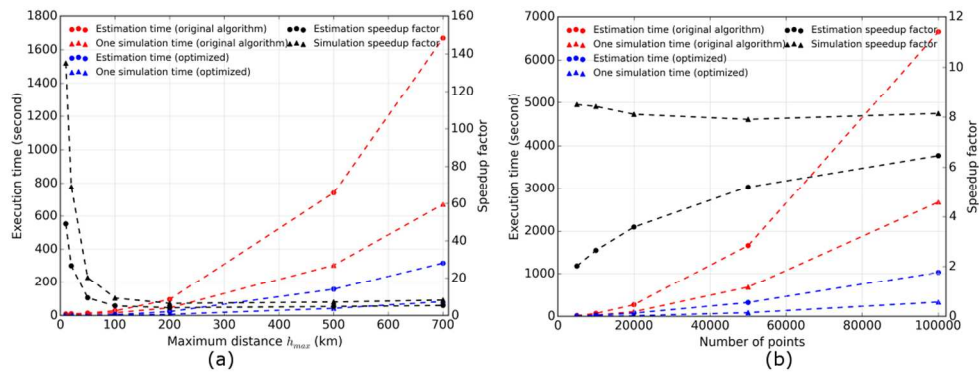 Estimation time (original algorithm)
One simulation time (original algorithm)
Estimation time (optimized)
One simulation time (optimized)
Estimation speedup factor
Simulation speedup factor
1800
1600
1400
1200
1000
800
600
400
200
0
Execution time (second)
160
140
120
100
80
60
40
20
0
Speedup factor
0 100 200 300 400 500 600 700
Maximum distance hmax (km)
(a)
Estimation time (original algorithm)
One simulation time (original algorithm)
Estimation time (optimized)
One simulation time (optimized)
Estimation speedup factor
Simulation speedup factor
7000
6000
5000
4000
3000
2000
1000
0
Execution time (second)
12
10
8
6
4
2
0
Speedup factor
0 20000 40000 60000 80000 100000
Number of points
(b)